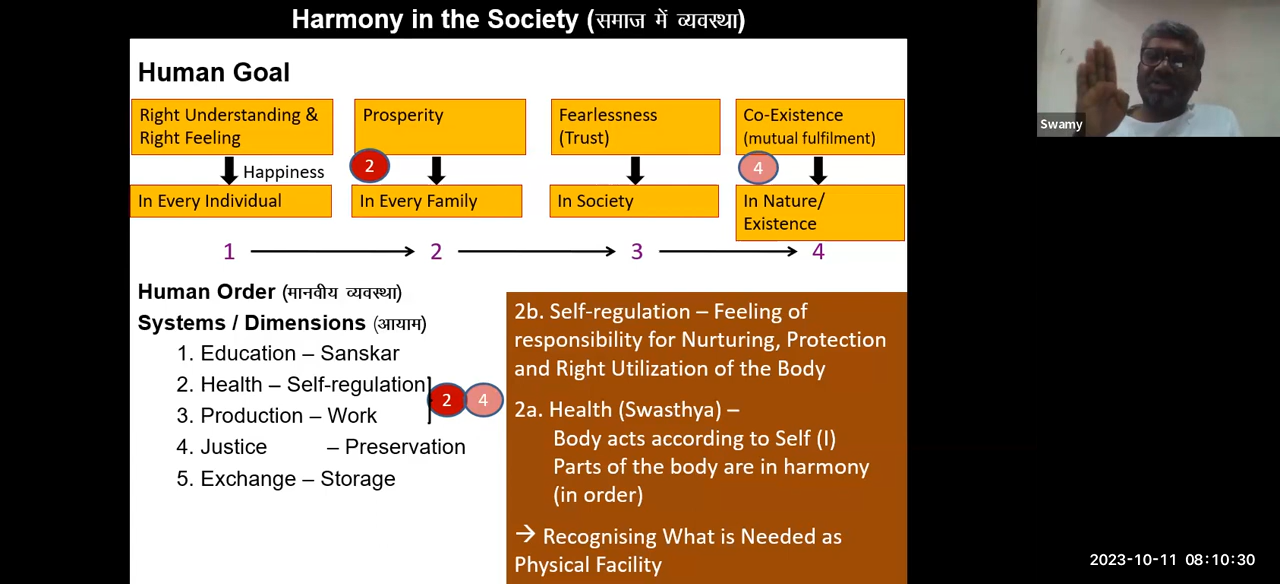 Harmony in the Society (समाज में व्यवस्था)
Swamy
Human Goal
Right Understanding &
Right Feeling
Prosperity
Fearlessness
(Trust)
Co-Existence
(mutual fulfilment)
Happiness
2
4
In Every Individual
In Every Family
In Society
In Nature/
Existence
1
2
3
4
Human Order (मानवीय व्यवस्था)
Systems / Dimensions (आयाम)
1. Education – Sanskar
2. Health – Self-regulation]
3. Production – Work
2
4
4. Justice – Preservation
5. Exchange – Storage
2b. Self-regulation – Feeling of
responsibility for Nurturing, Protection
and Right Utilization of the Body
2a. Health (Swasthya) –
Body acts according to Self (I)
Parts of the body are in harmony
(in order)
→ Recognising What is Needed as
Physical Facility
2023-10-11 08:10:30